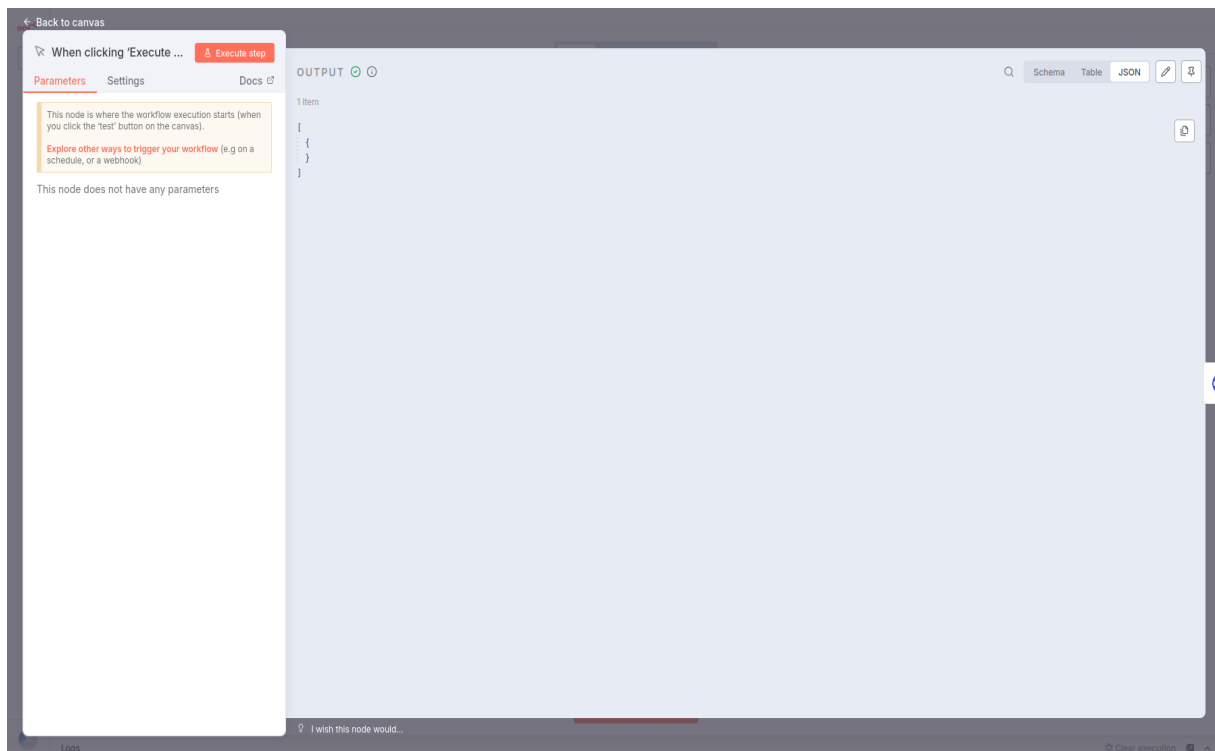 Back to canvas
When clicking 'Execute ...
Execute step
Parameters
Settings
Docs
This node is where the workflow execution starts (when
you click the 'test' button on the canvas).
Explore other ways to trigger your workflow (e.g on a
schedule, or a webhook)
This node does not have any parameters
OUTPUT
Schema
Table
JSON
1 item
[
{
}
]
I wish this node would...
Logs
Clear execution